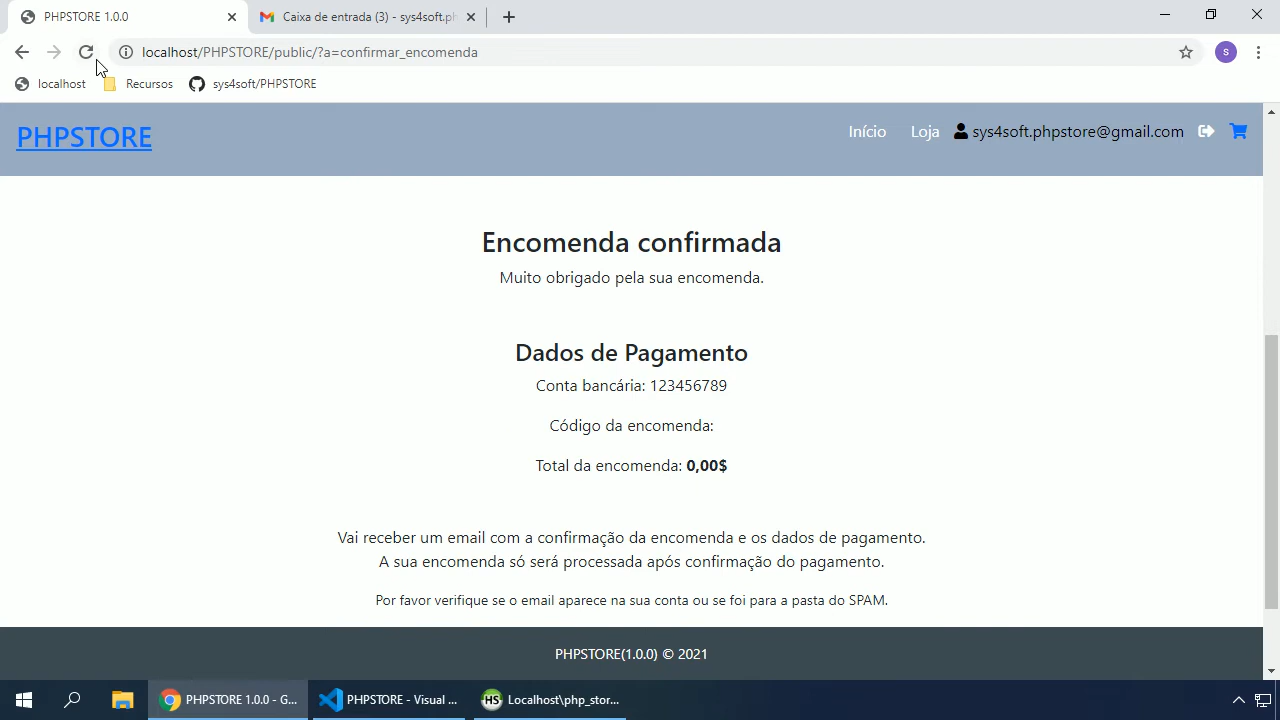 PHPSTORE 1.0.0
Caixa de entrada (3) - sys4soft.ph
localhost/PHPSTORE/public/?a=confirmar_encomenda
S
localhost
Recursos
sys4soft/PHPSTORE
PHPSTORE
Início
Loja
sys4soft.phpstore@gmail.com
Encomenda confirmada
Muito obrigado pela sua encomenda.
Dados de Pagamento
Conta bancária: 123456789
Código da encomenda:
Total da encomenda: 0,00$
Vai receber um email com a confirmação da encomenda e os dados de pagamento.
A sua encomenda só será processada após confirmação do pagamento.
Por favor verifique se o email aparece na sua conta ou se foi para a pasta do SPAM.
PHPSTORE(1.0.0) © 2021
PHPSTORE 1.0.0 - G...
PHPSTORE - Visual ...
HS
Localhost\php_stor...